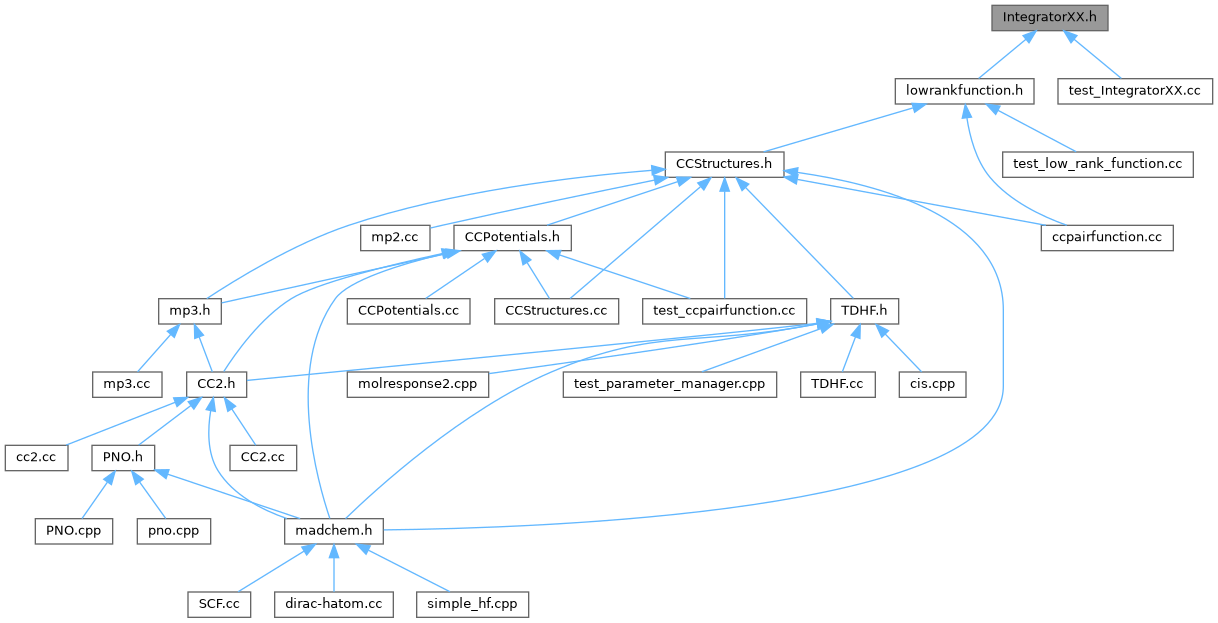 IntegratorXX.h
lowrankfunction.h
test_IntegratorXX.cc
CCStructures.h
test_low_rank_function.cc
mp2.cc
CCPotentials.h
ccpairfunction.cc
mp3.h
CCPotentials.cc
CCStructures.cc
test_ccpairfunction.cc
TDHF.h
mp3.cc
CC2.h
molresponse2.cpp
test_parameter_manager.cpp
TDHF.cc
cis.cpp
cc2.cc
PNO.h
CC2.cc
PNO.cpp
pno.cpp
madchem.h
SCF.cc
dirac-hatom.cc
simple_hf.cpp